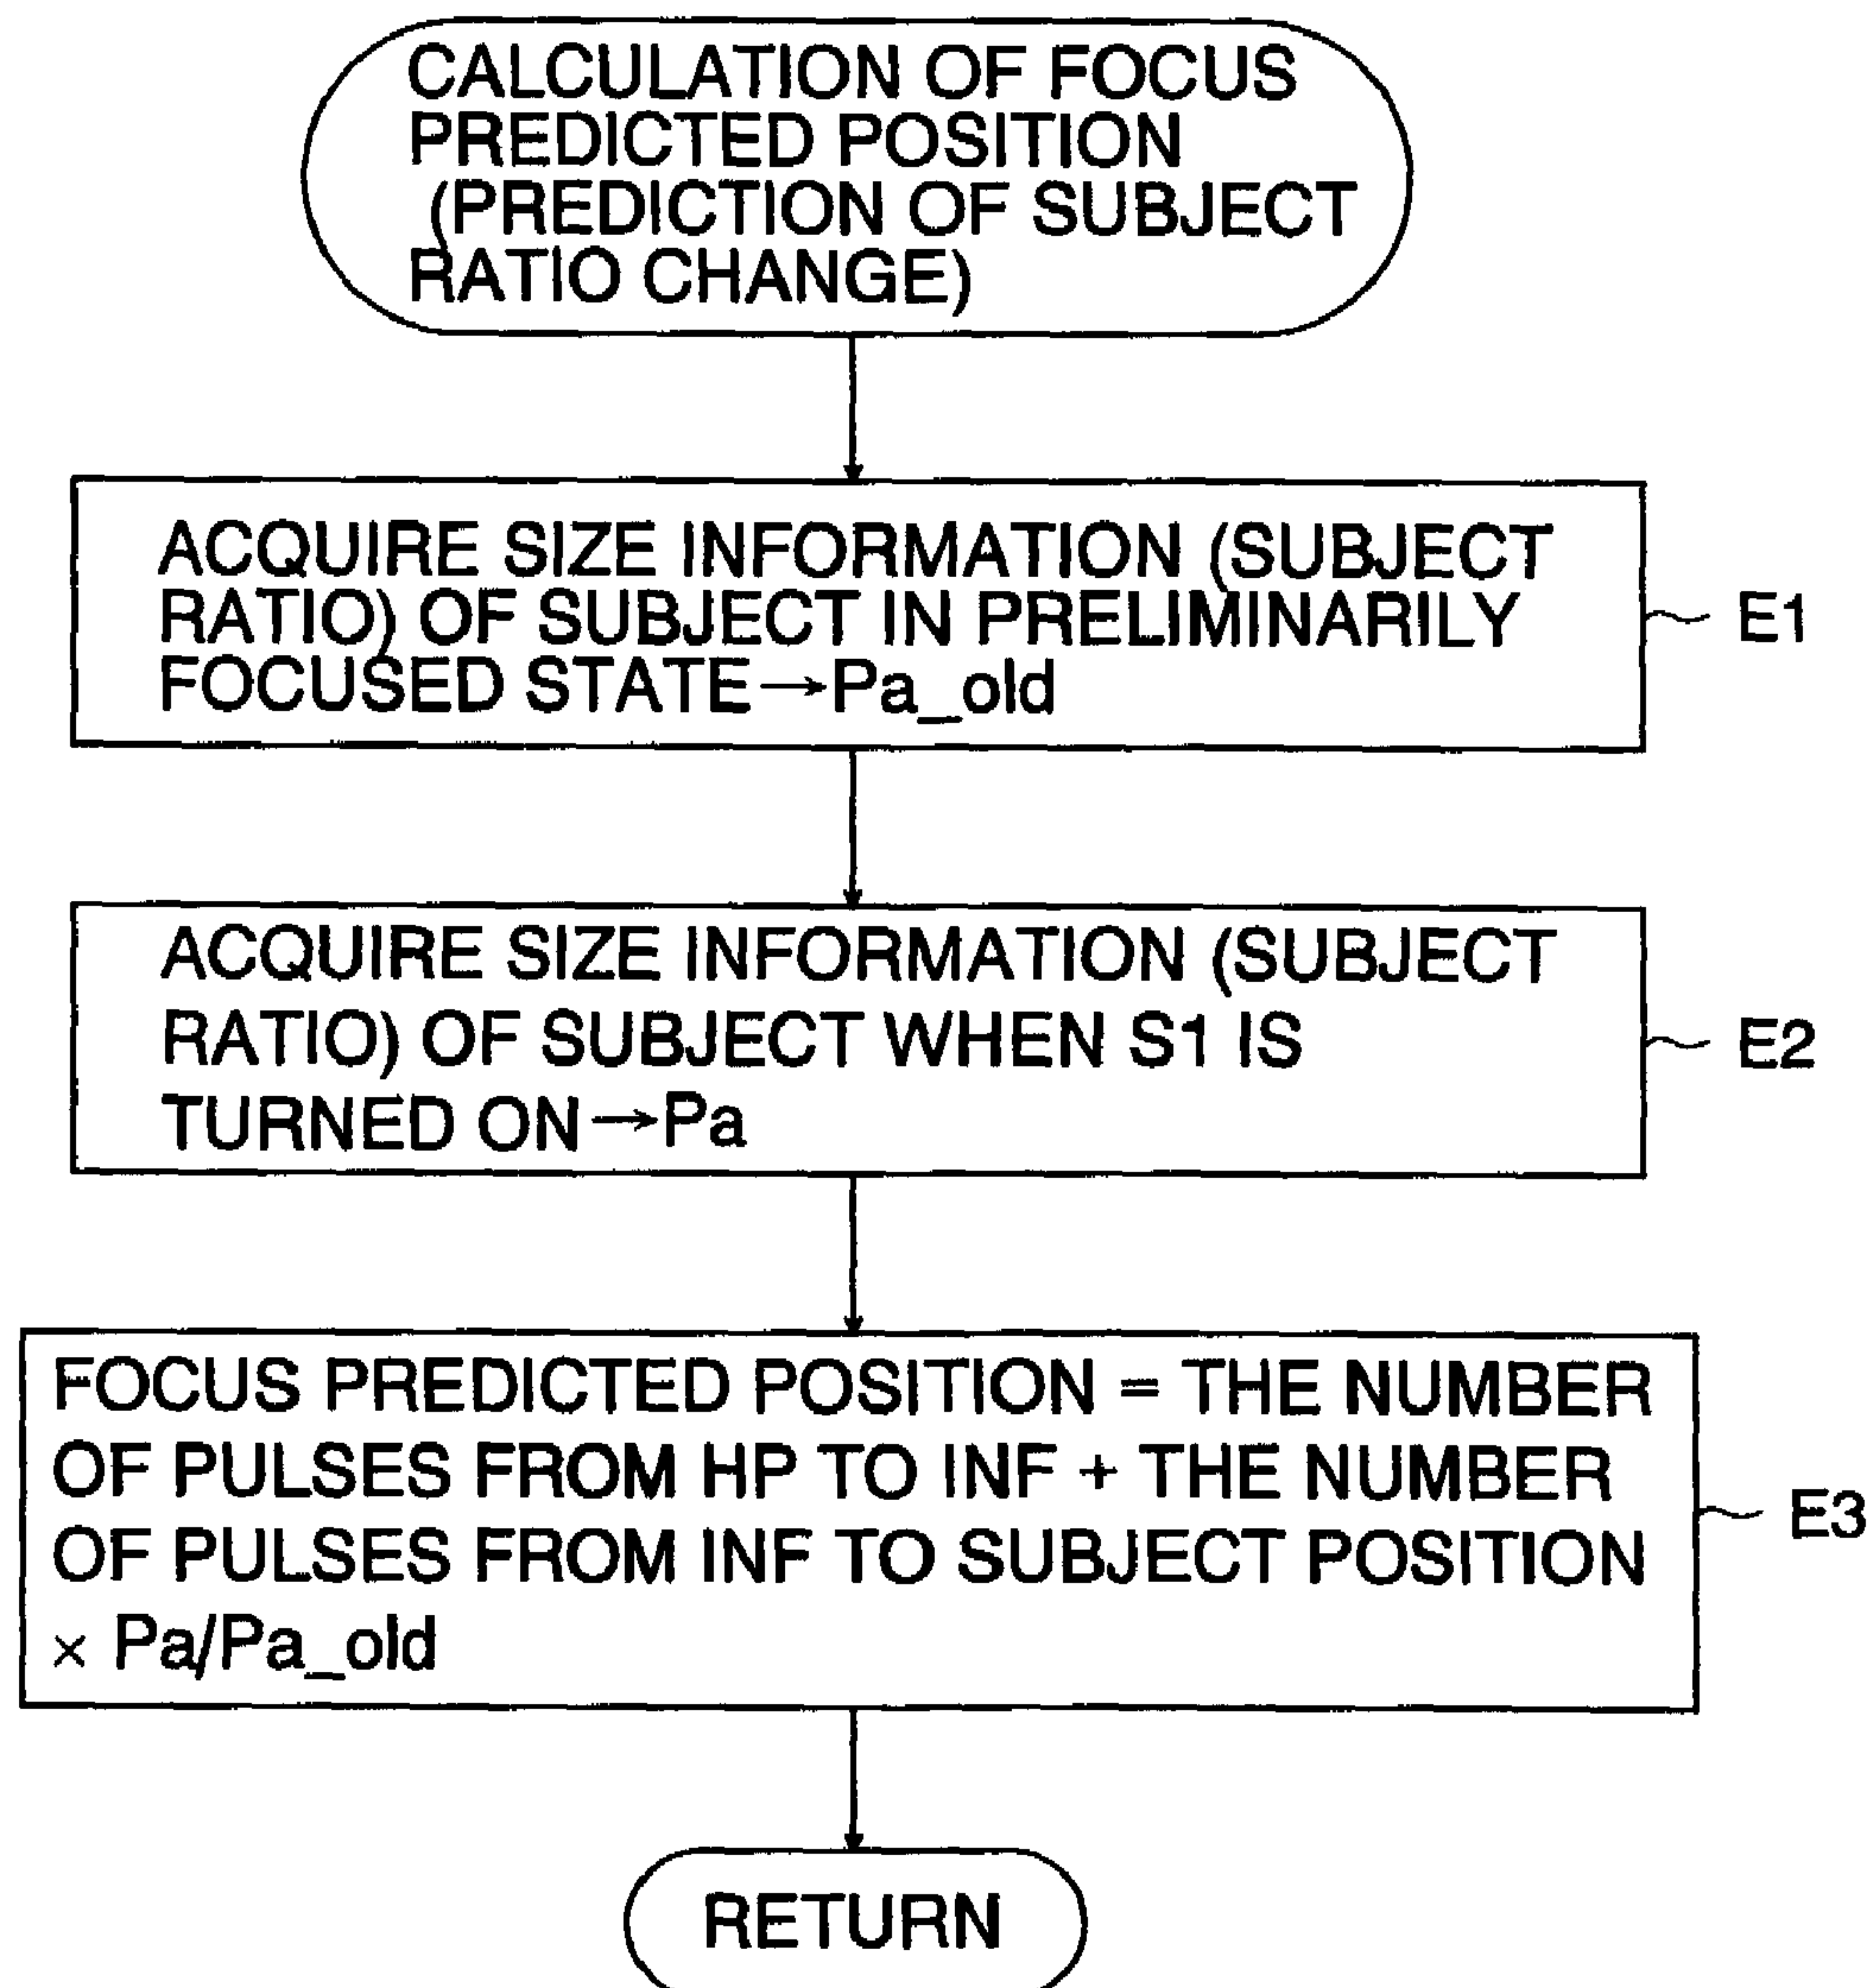 CALCULATION OF FOCUS
PREDICTED POSITION
(PREDICTION OF SUBJECT
RATIO CHANGE)
ACQUIRE SIZE INFORMATION (SUBJECT
RATIO) OF SUBJECT IN PRELIMINARILY
FOCUSED STATE→Pa_old
E1
ACQUIRE SIZE INFORMATION (SUBJECT
RATIO) OF SUBJECT WHEN S1 IS
TURNED ON→Pa
E2
FOCUS PREDICTED POSITION = THE NUMBER
OF PULSES FROM HP TO INF + THE NUMBER
OF PULSES FROM INF TO SUBJECT POSITION
× Pa/Pa_old
E3
RETURN